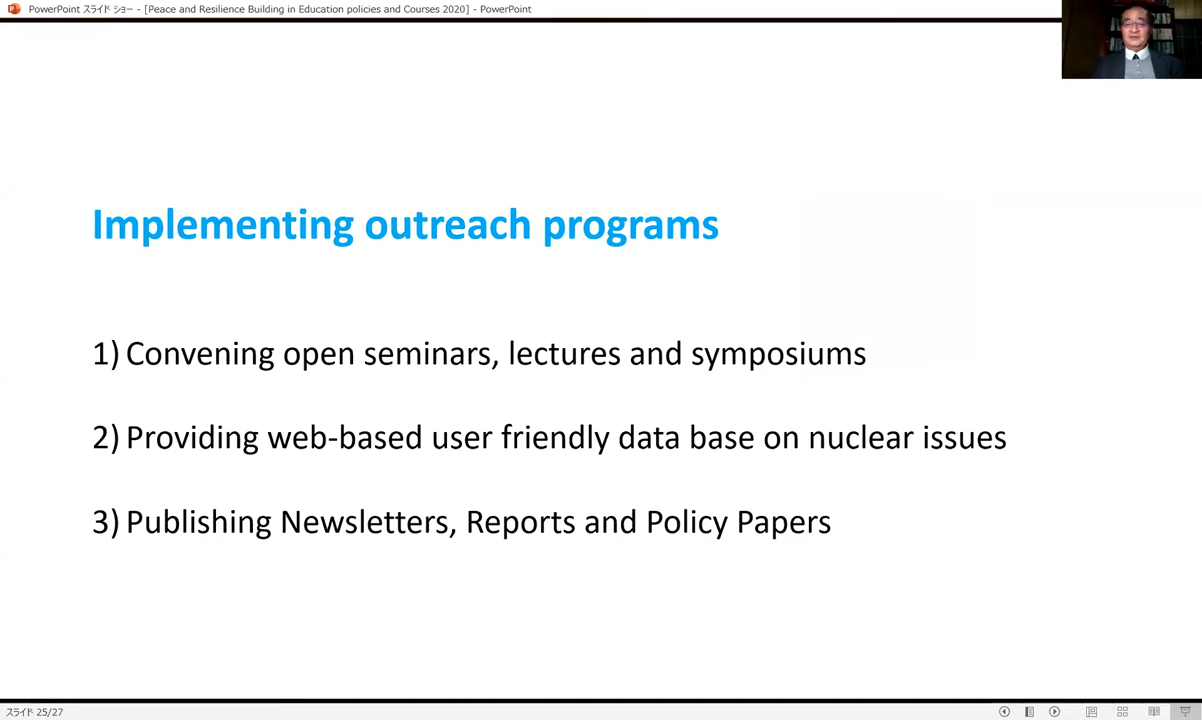 PowerPoint スライド ショー - [Peace and Resilience Building in Education policies and Courses 2020] - PowerPoint
Implementing outreach programs
1) Convening open seminars, lectures and symposiums
2) Providing web-based user friendly data base on nuclear issues
3) Publishing Newsletters, Reports and Policy Papers
スライド 25/27